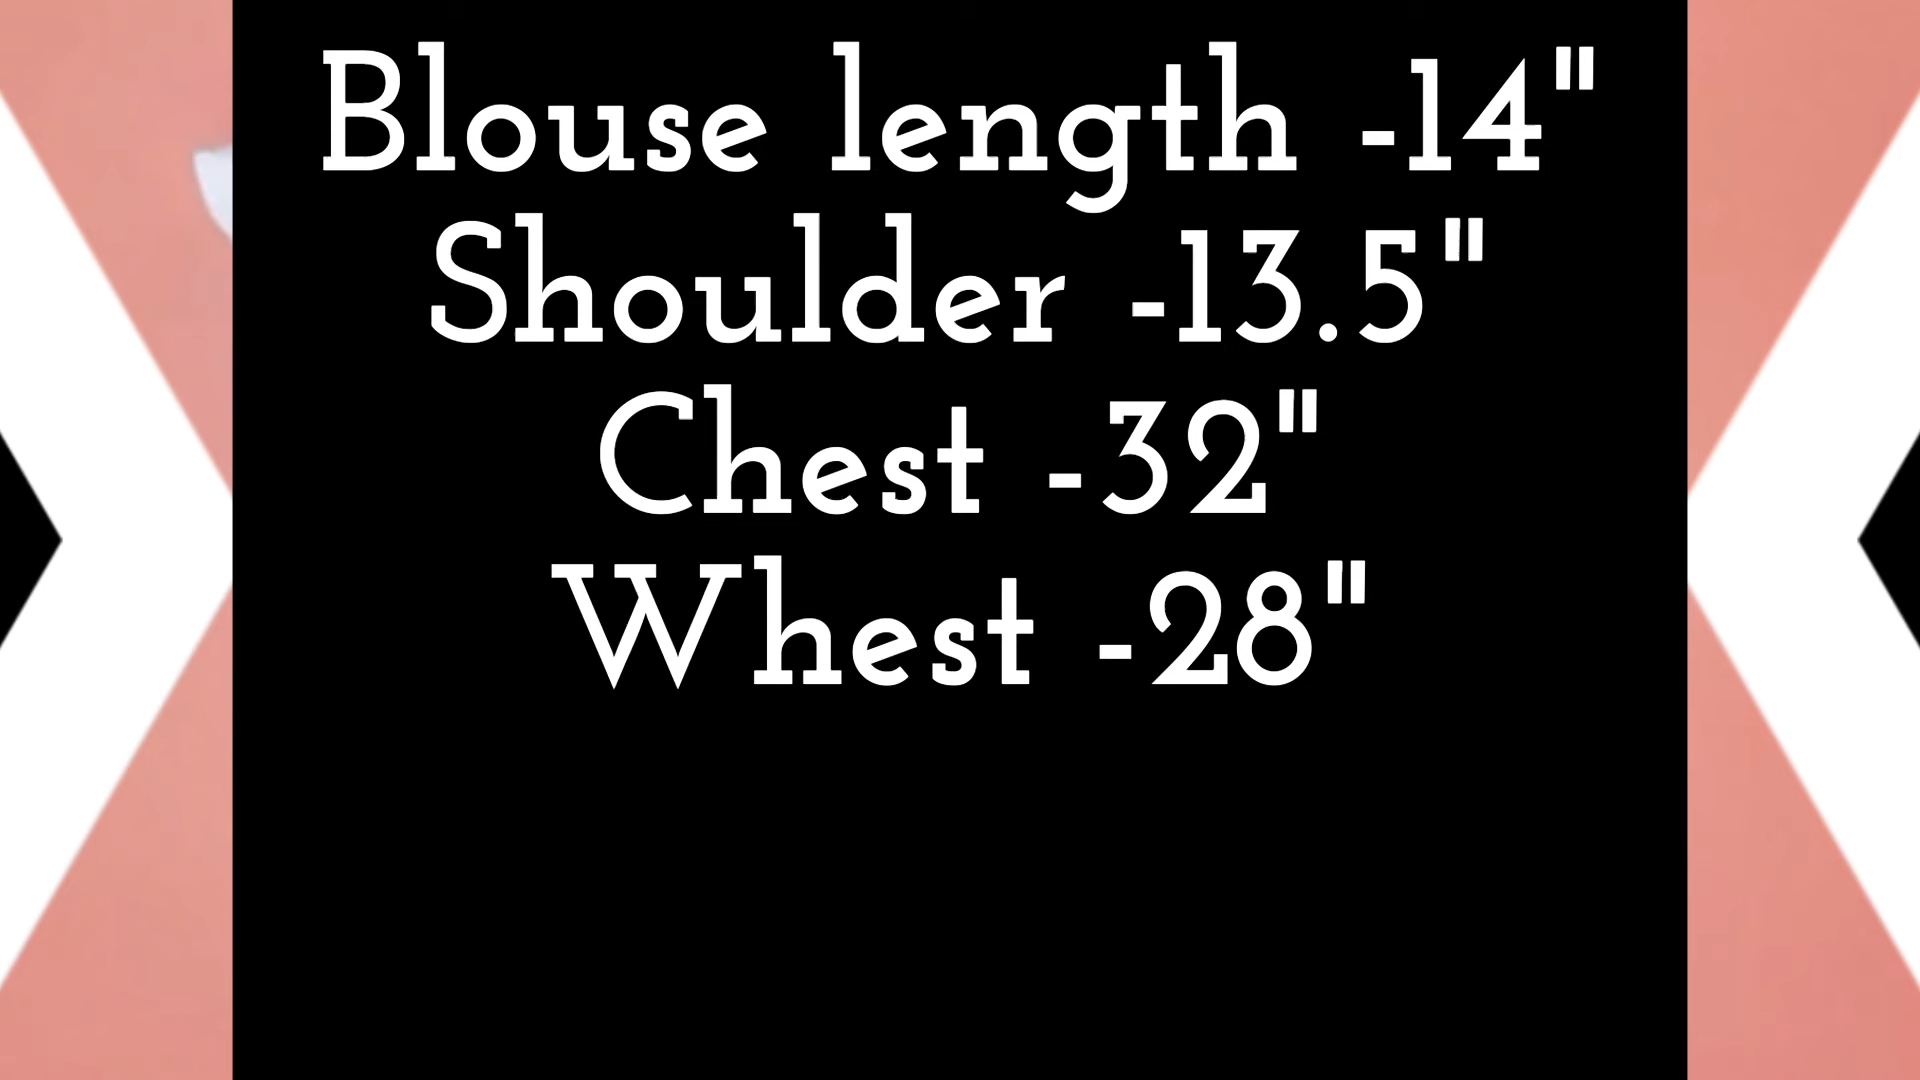 Blouse length -14"
Shoulder -13.5"
Chest -32"
Whest -28"